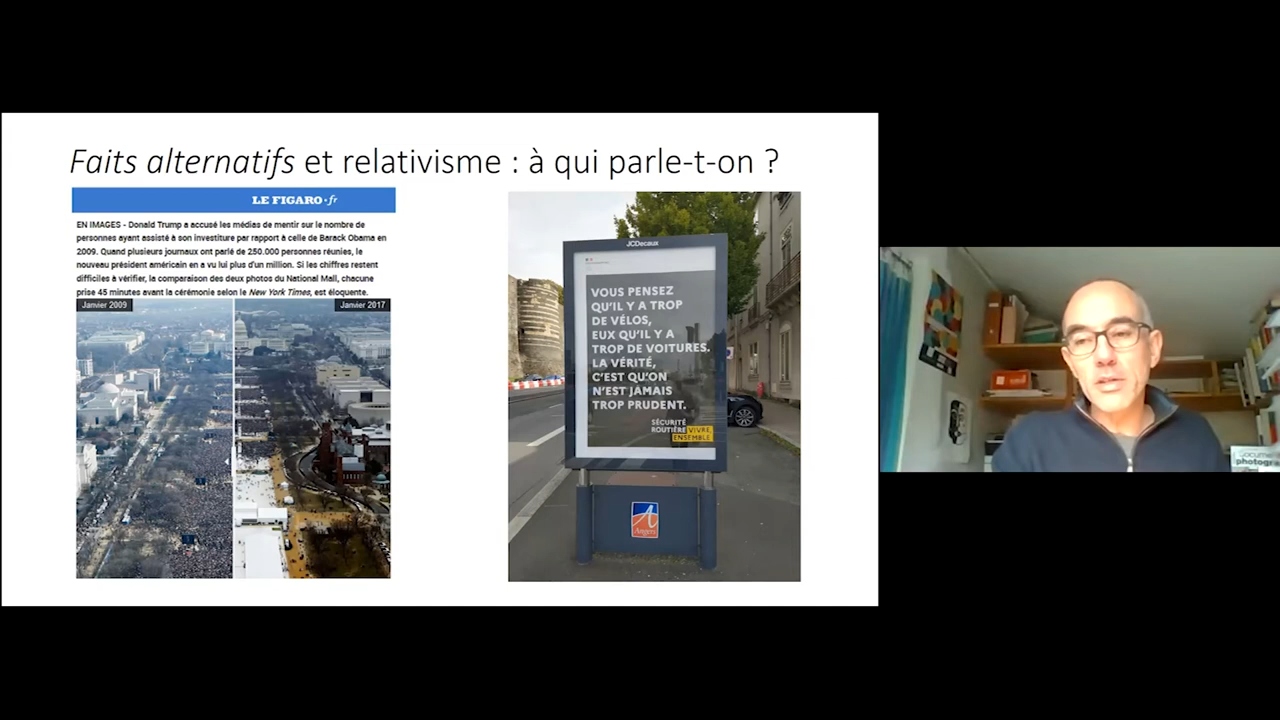 Faits alternatifs et relativisme : à qui parle-t-on ?
LE FIGARO.fr
EN IMAGES - Donald Trump a accusé les médias de mentir sur le nombre de
personnes ayant assisté à son investiture par rapport à celle de Barack Obama en
2009. Quand plusieurs journaux ont parlé de 250.000 personnes réunies, le
nouveau président américain en a vu lui plus d'un million. Si les chiffres restent
difficiles à vérifier, la comparaison des deux photos du National Mall, chacune
prise 45 minutes avant la cérémonie selon le New York Times, est éloquente.
Janvier 2009
Janvier 2017
JCDecaux
VOUS PENSEZ
QU'IL Y A TROP
DE VÉLOS,
EUX QU'IL Y A
TROP DE VOITURES.
LA VÉRITÉ,
C'EST QU'ON
N'EST JAMAIS
TROP PRUDENT.
SÉCURITÉ
ROUTIÈRE
VIVRE,
ENSEMBLE
Angers
photogra